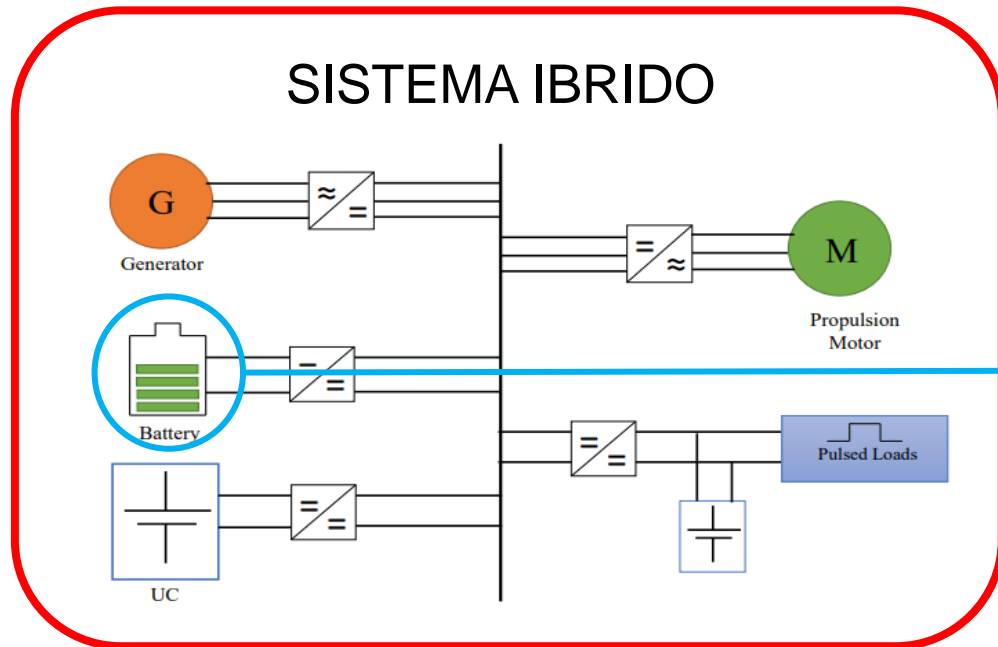 SISTEMA IBRIDO
G
Generator
M
Propulsion
Motor
Battery
Pulsed Loads
UC